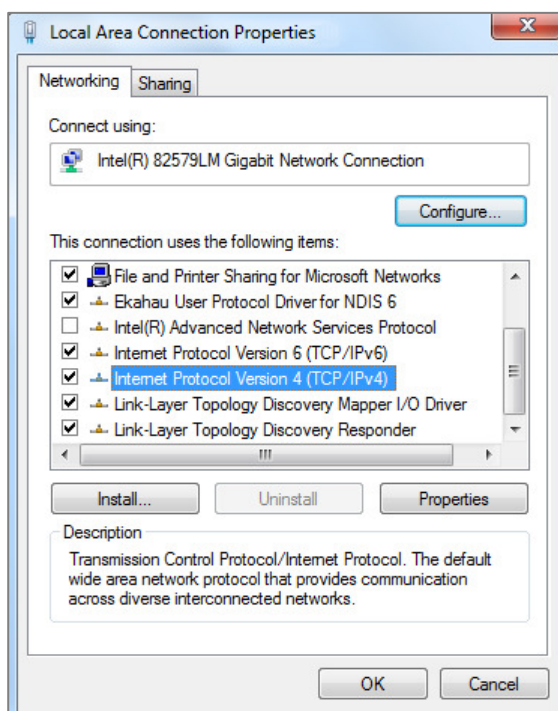 Local Area Connection Properties
Networking
Sharing
Connect using:
Intel(R) 82579LM Gigabit Network Connection
Configure...
This connection uses the following items:
File and Printer Sharing for Microsoft Networks
Ekahau User Protocol Driver for NDIS 6
Intel(R) Advanced Network Services Protocol
Internet Protocol Version 6 (TCP/IPv6)
Internet Protocol Version 4 (TCP/IPv4)
Link-Layer Topology Discovery Mapper I/O Driver
Link-Layer Topology Discovery Responder
Install...
Uninstall
Properties
Description
Transmission Control Protocol/Internet Protocol. The default
wide area network protocol that provides communication
across diverse interconnected networks.
OK
Cancel